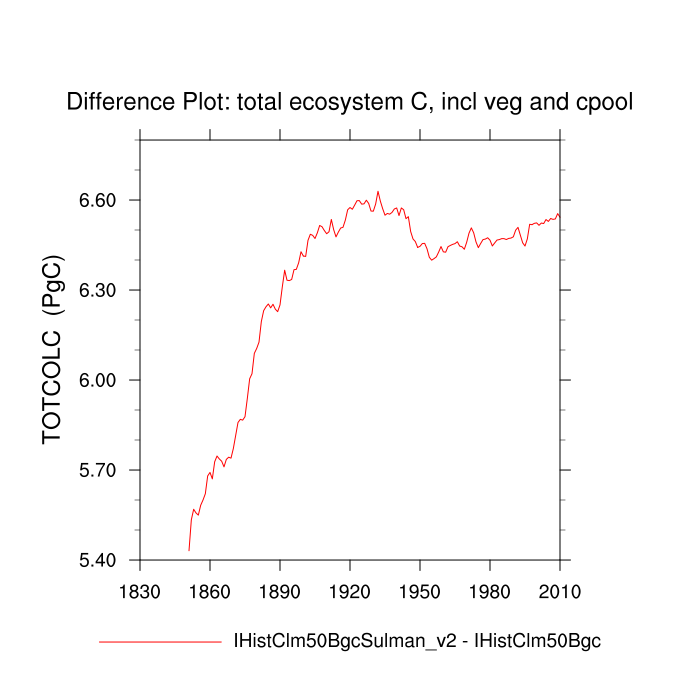 Difference Plot: total ecosystem C, incl veg and cpool
TOTCOLC (PgC)
6.60
6.30
6.00
5.70
5.40
1830 1860 1890 1920 1950 1980 2010
IHistClm50BgcSulman_v2 - IHistClm50Bgc